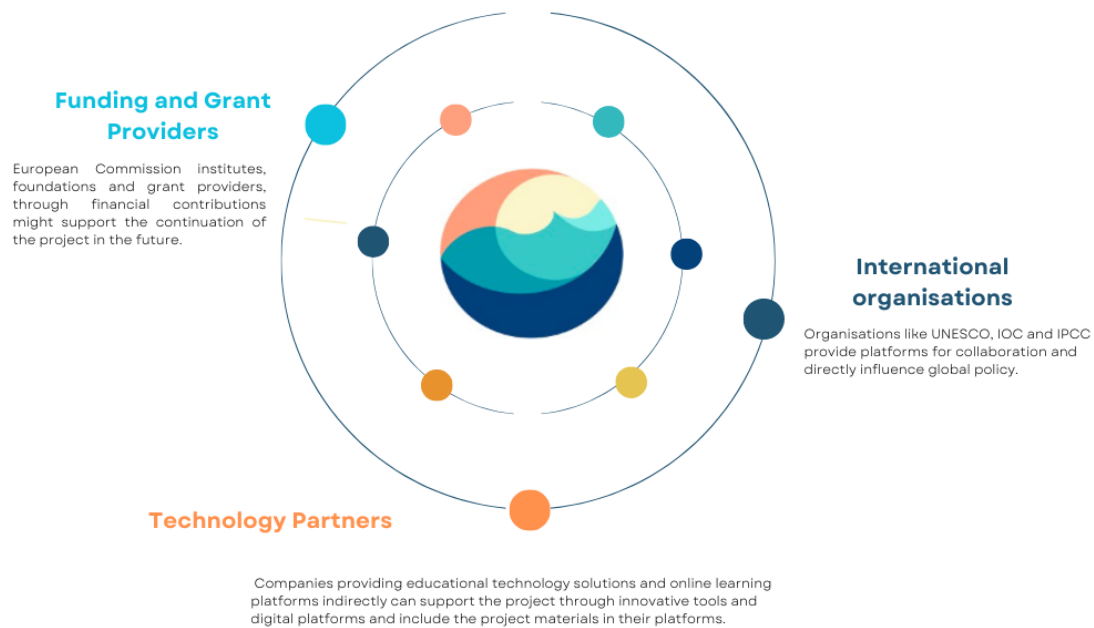 Funding and Grant
Providers
European Commission institutes,
foundations and grant providers,
through financial contributions
might support the continuation of
the project in the future.
International
organisations
Organisations like UNESCO, IOC and IPCC
provide platforms for collaboration and
directly influence global policy.
Technology Partners
Companies providing educational technology solutions and online learning
platforms indirectly can support the project through innovative tools and
digital platforms and include the project materials in their platforms.